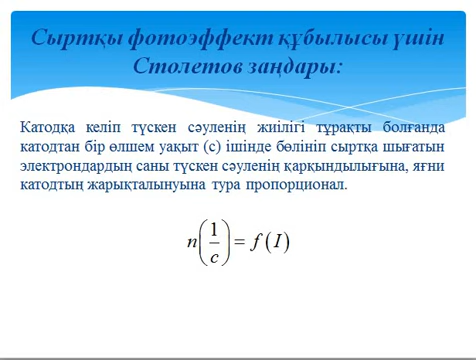 Сыртқы фотоэффект құбылысы үшін
Столетов заңдары:
Катодқа келіп түскен сәуленің жиілігі тұрақты болғанда
катодтан бір өлшем уақыт (с) ішінде бөлініп сыртқа шығатын
электрондардың саны түскен сәуленің қарқындылығына, яғни
катодтың жарықталынуына тура пропорционал.
n(1/c) = f(I)